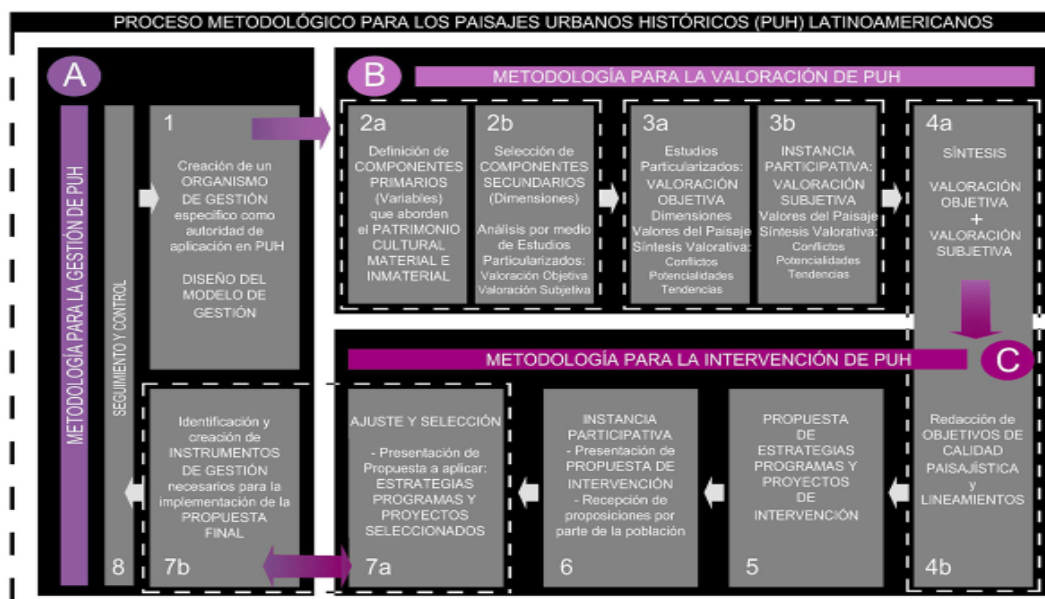 PROCESO METODOLÓGICO PARA LOS PAISAJES URBANOS HISTÓRICOS (PUH) LATINOAMERICANOS
A
METODOLOGÍA PARA LA GESTIÓN DE PUH
SEGUIMIENTO Y CONTROL
8
1
Creación de un
ORGANISMO
DE GESTIÓN
específico como
autoridad de
aplicación en PUH
DISEÑO DEL
MODELO DE
GESTIÓN
B
METODOLOGÍA PARA LA VALORACIÓN DE PUH
2a
Definición de
COMPONENTES
PRIMARIOS
(Variables)
que aborden
el PATRIMONIO
CULTURAL
MATERIAL E
INMATERIAL
2b
Selección de
COMPONENTES
SECUNDARIOS
(Dimensiones)
Análisis por medio
de Estudios
Particularizados:
Valoración Objetiva
Valoración Subjetiva
3a
Estudios
Particularizados:
VALORACIÓN
OBJETIVA
Dimensiones
Valores del Paisaje
Síntesis Valorativa:
Conflictos
Potencialidades
Tendencias
3b
INSTANCIA
PARTICIPATIVA:
VALORACIÓN
SUBJETIVA
Valores del Paisaje
Síntesis Valorativa:
Conflictos
Potencialidades
Tendencias
4a
SÍNTESIS
VALORACIÓN
OBJETIVA
+
VALORACIÓN
SUBJETIVA
METODOLOGÍA PARA LA INTERVENCIÓN DE PUH
C
Redacción de
OBJETIVOS DE
CALIDAD
PAISAJÍSTICA
y
LINEAMIENTOS
4b
PROPUESTA
DE
ESTRATEGIAS
PROGRAMAS Y
PROYECTOS
DE
INTERVENCIÓN
5
INSTANCIA
PARTICIPATIVA
- Presentación de
PROPUESTA DE
INTERVENCIÓN
- Recepción de
proposiciones por
parte de la población
6
AJUSTE Y SELECCIÓN
- Presentación de
Propuesta a aplicar:
ESTRATEGIAS
PROGRAMAS Y
PROYECTOS
SELECCIONADOS
7a
Identificación y
creación de
INSTRUMENTOS
DE GESTIÓN
necesarios para la
implementación de la
PROPUESTA
FINAL
7b